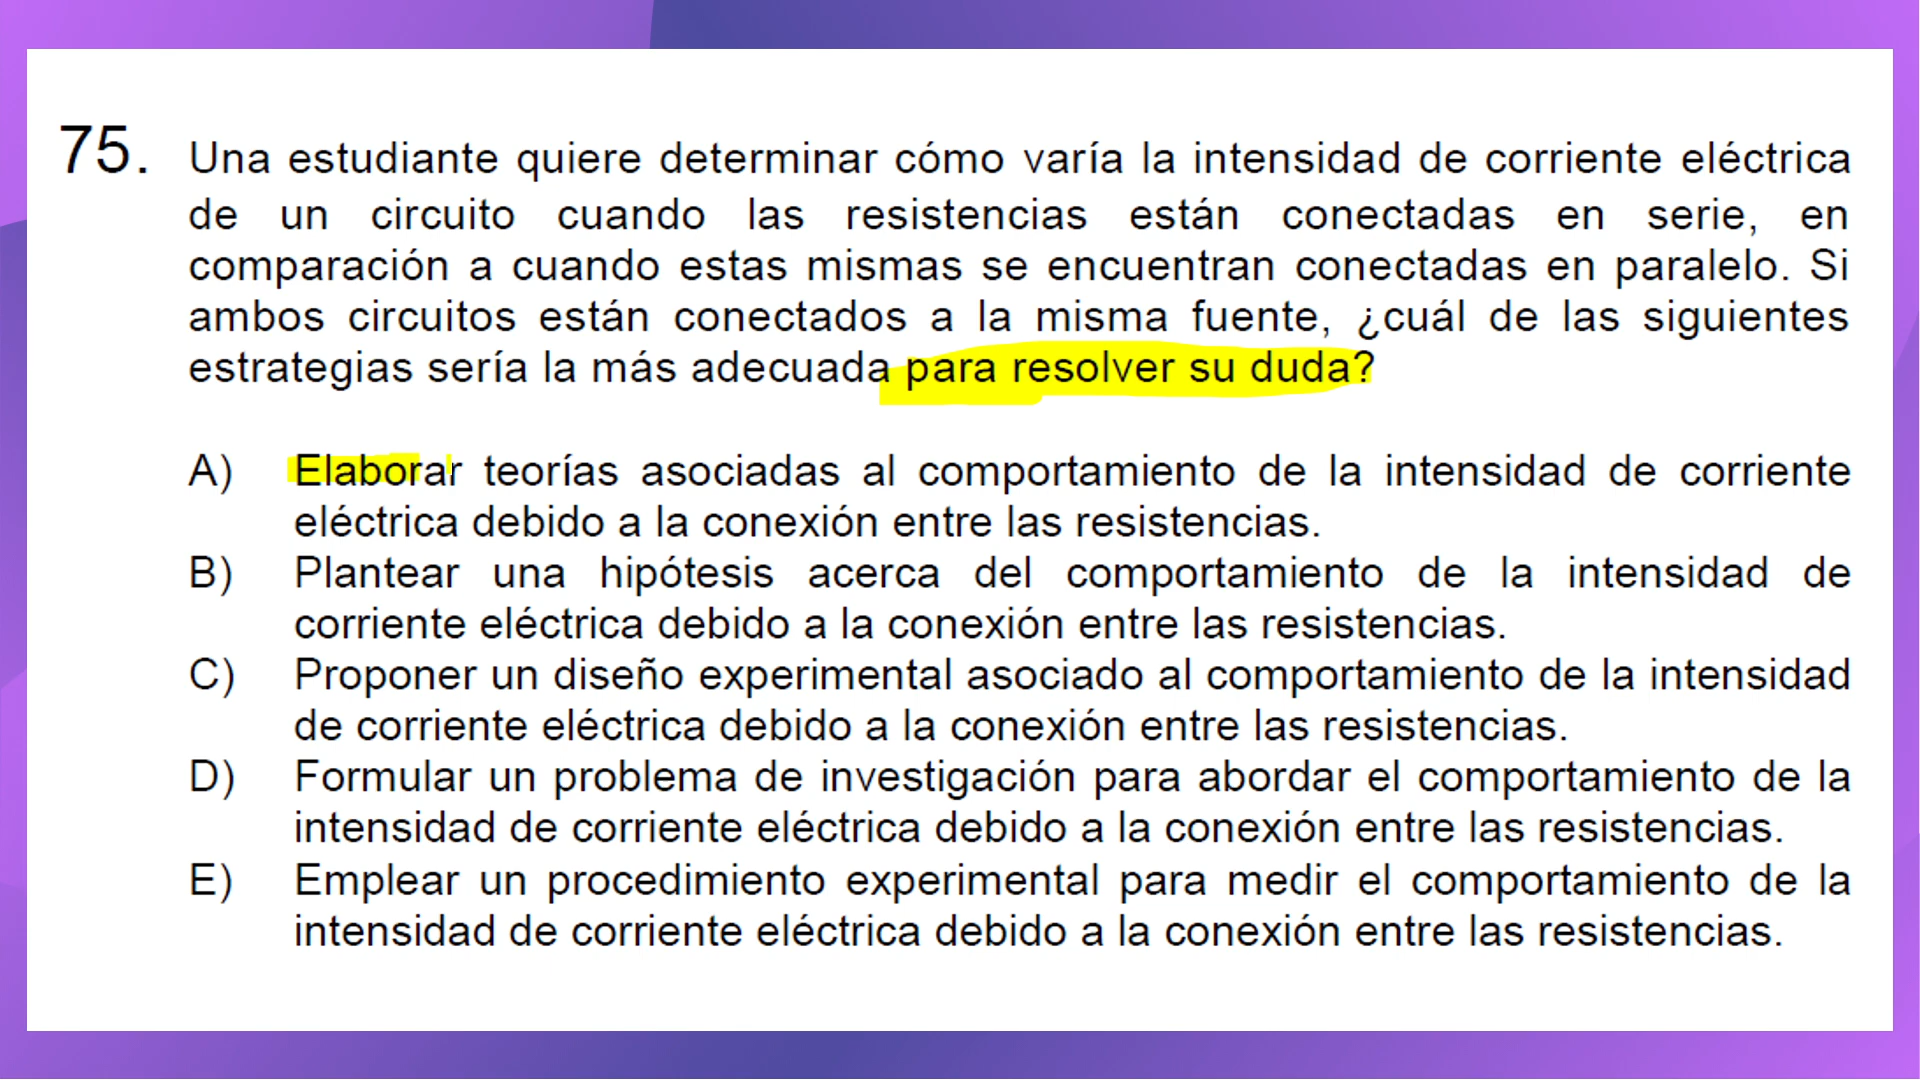 75. Una estudiante quiere determinar cómo varía la intensidad de corriente eléctrica
de un circuito cuando las resistencias están conectadas en serie, en
comparación a cuando estas mismas se encuentran conectadas en paralelo. Si
ambos circuitos están conectados a la misma fuente, ¿cuál de las siguientes
estrategias sería la más adecuada para resolver su duda?
A) Elaborar teorías asociadas al comportamiento de la intensidad de corriente
eléctrica debido a la conexión entre las resistencias.
B) Plantear una hipótesis acerca del comportamiento de la intensidad de
corriente eléctrica debido a la conexión entre las resistencias.
C) Proponer un diseño experimental asociado al comportamiento de la intensidad
de corriente eléctrica debido a la conexión entre las resistencias.
D) Formular un problema de investigación para abordar el comportamiento de la
intensidad de corriente eléctrica debido a la conexión entre las resistencias.
E) Emplear un procedimiento experimental para medir el comportamiento de la
intensidad de corriente eléctrica debido a la conexión entre las resistencias.